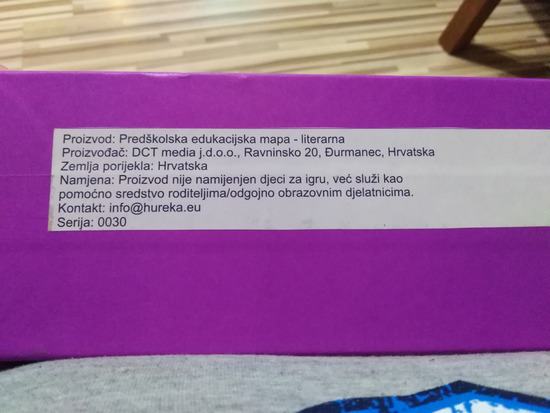 Proizvod: Predškolska edukacijska mapa - literarna
Proizvođač: DCT media j.d.o.o., Ravninsko 20, Đurmanec, Hrvatska
Zemlja porijekla: Hrvatska
Namjena: Proizvod nije namijenjen djeci za igru, već služi kao
pomoćno sredstvo roditeljima/odgojno obrazovnim djelatnicima.
Kontakt: info@hureka.eu
Serija: 0030